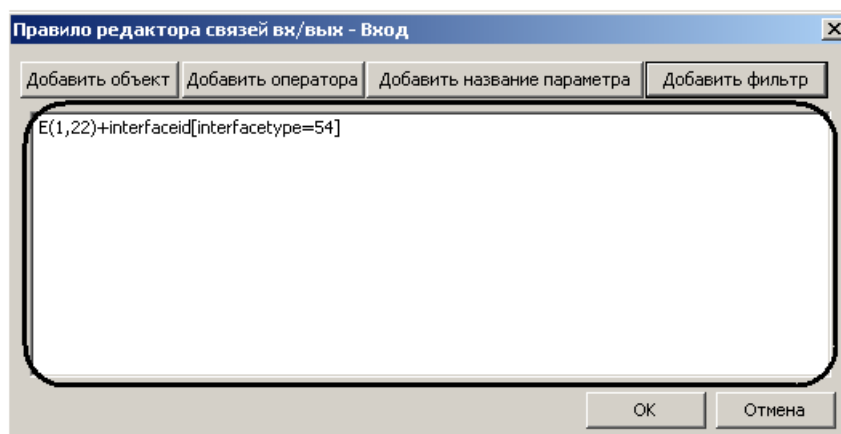 Правило редактора связей вх/вых - Вход
Добавить объект Добавить оператора Добавить название параметра Добавить фильтр
E(1,22)+interfaceid[interfacetype=54]
OK Отмена